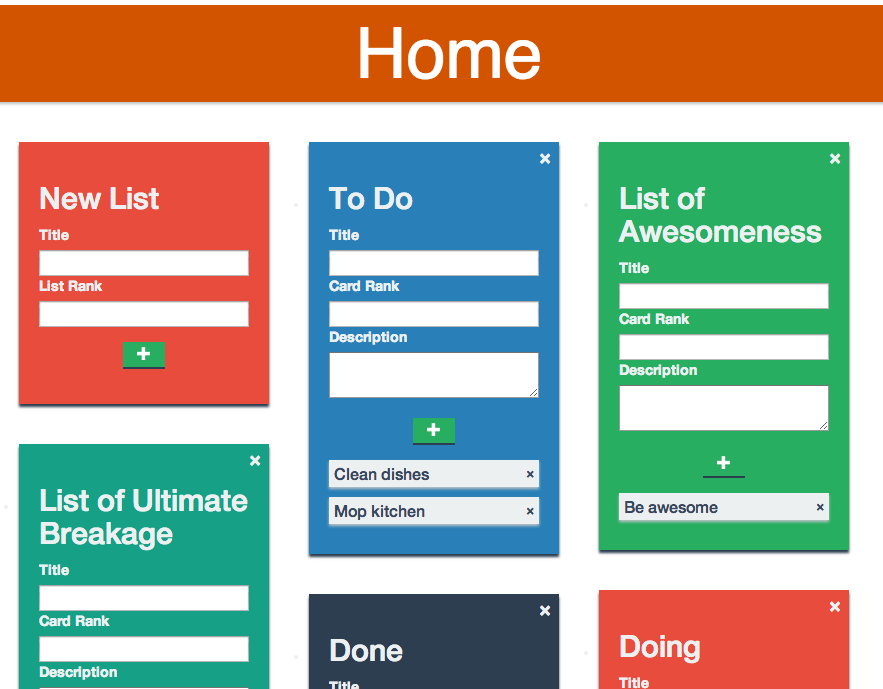 Home
New List
Title
List Rank
+
×
To Do
Title
Card Rank
Description
+
Clean dishes ×
Mop kitchen ×
×
List of
Awesomeness
Title
Card Rank
Description
+
Be awesome ×
×
List of Ultimate
Breakage
Title
Card Rank
Description
×
Done
Title
×
Doing
Title